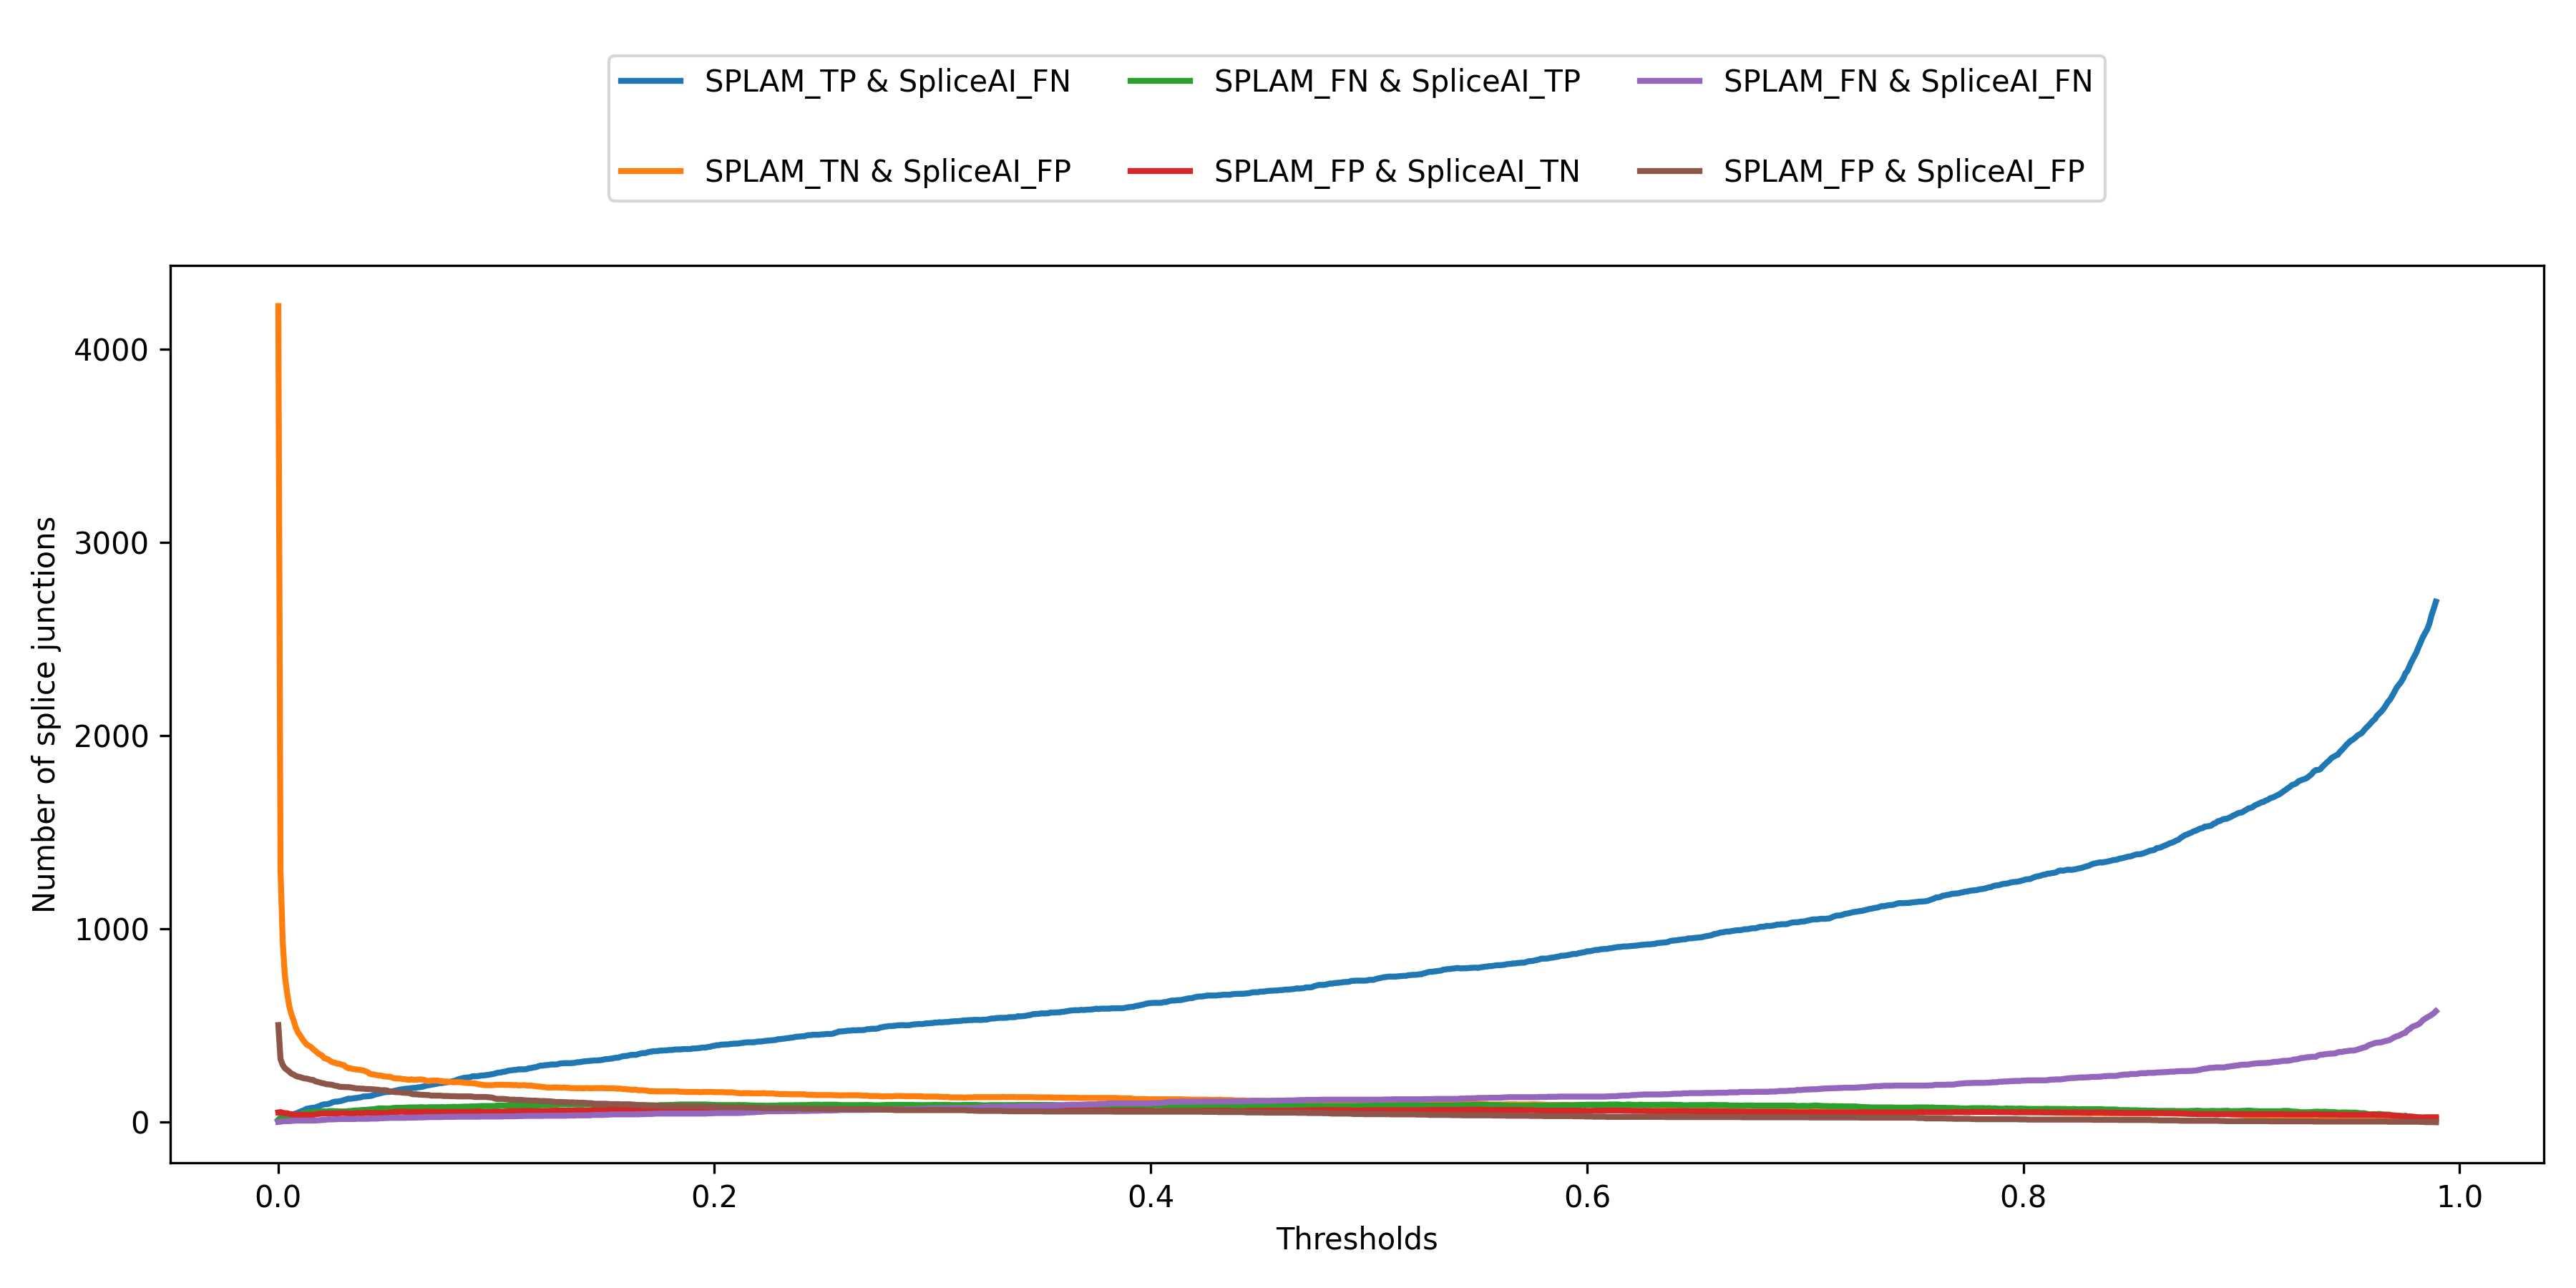 SPLAM_TP & SpliceAI_FN
SPLAM_FN & SpliceAI_TP
SPLAM_FN & SpliceAI_FN
SPLAM_TN & SpliceAI_FP
SPLAM_FP & SpliceAI_TN
SPLAM_FP & SpliceAI_FP
Number of splice junctions
4000
3000
2000
1000
0
0.0
0.2
0.4
0.6
0.8
1.0
Thresholds